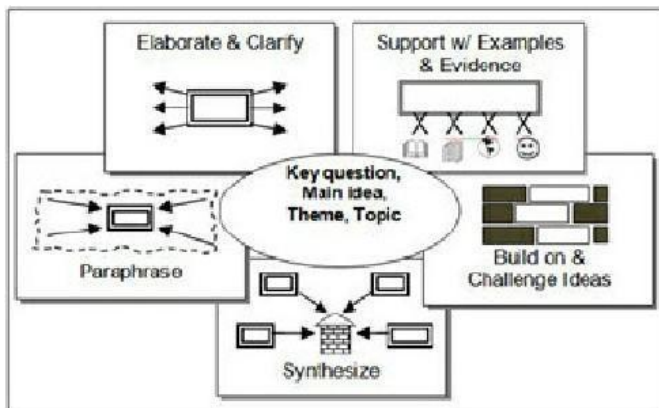 Elaborate & Clarify
Support w/ Examples
& Evidence
Key question,
Main idea,
Theme, Topic
Paraphrase
Build on &
Challenge Ideas
Synthesize